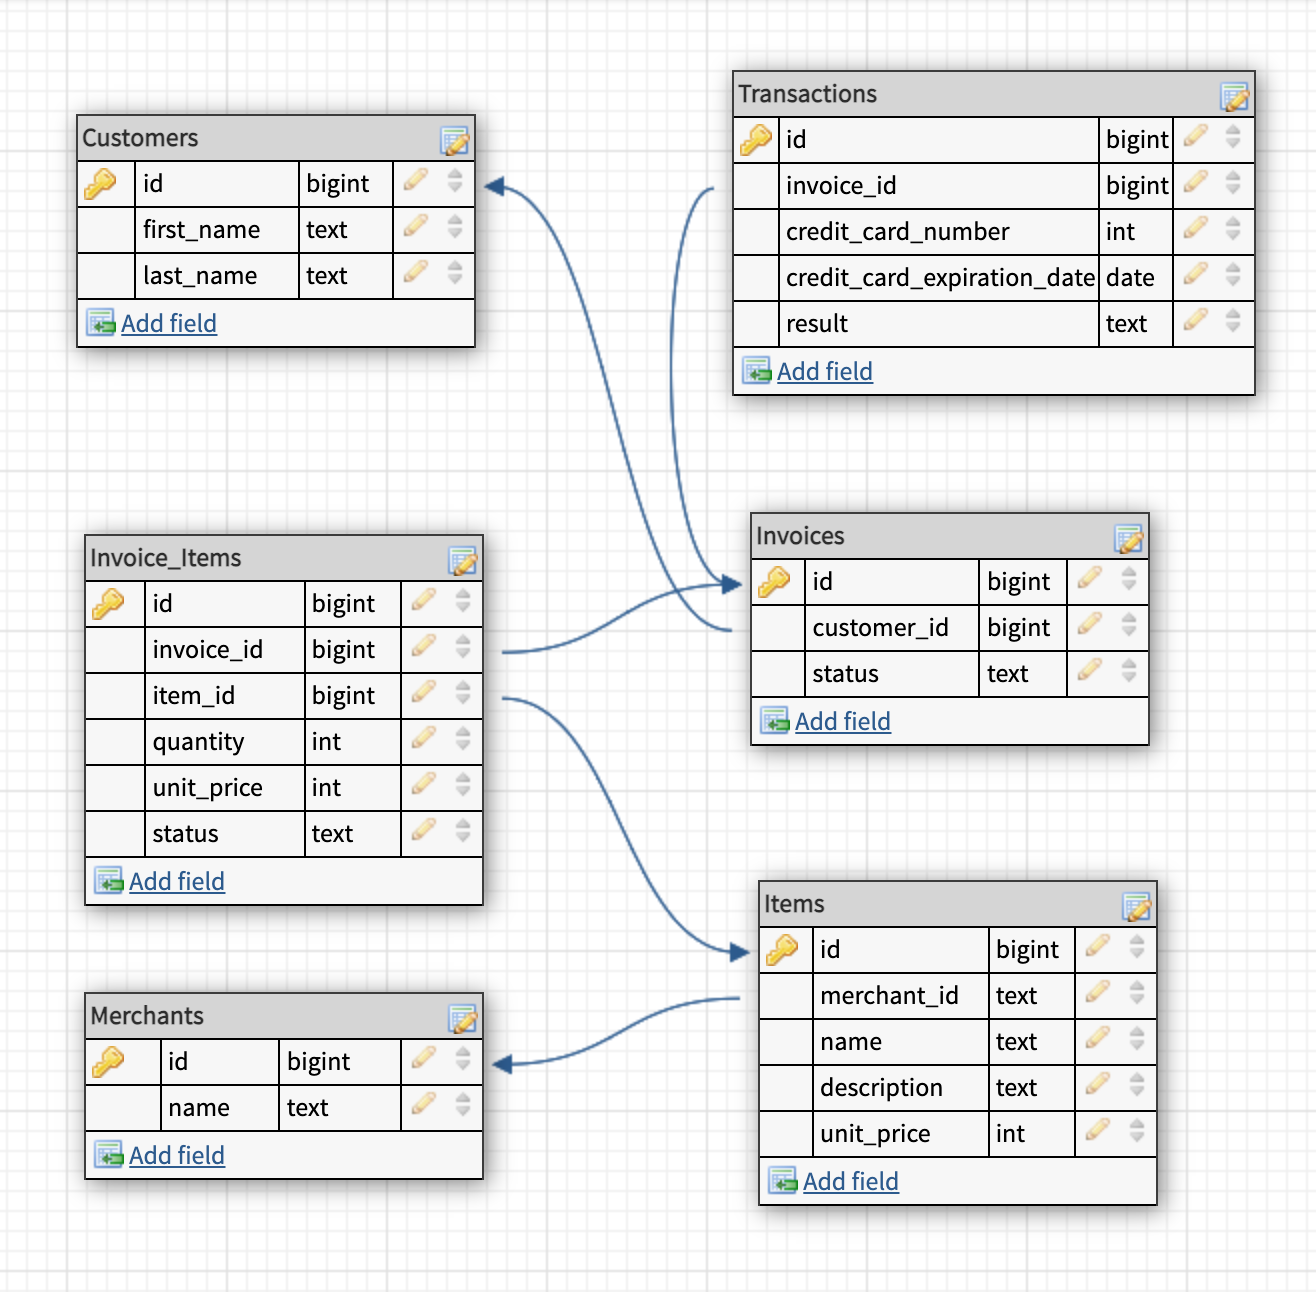 Customers
id bigint
first_name text
last_name text
Add field
Transactions
id bigint
invoice_id bigint
credit_card_number int
credit_card_expiration_date date
result text
Add field
Invoice_Items
id bigint
invoice_id bigint
item_id bigint
quantity int
unit_price int
status text
Add field
Invoices
id bigint
customer_id bigint
status text
Add field
Merchants
id bigint
name text
Add field
Items
id bigint
merchant_id text
name text
description text
unit_price int
Add field